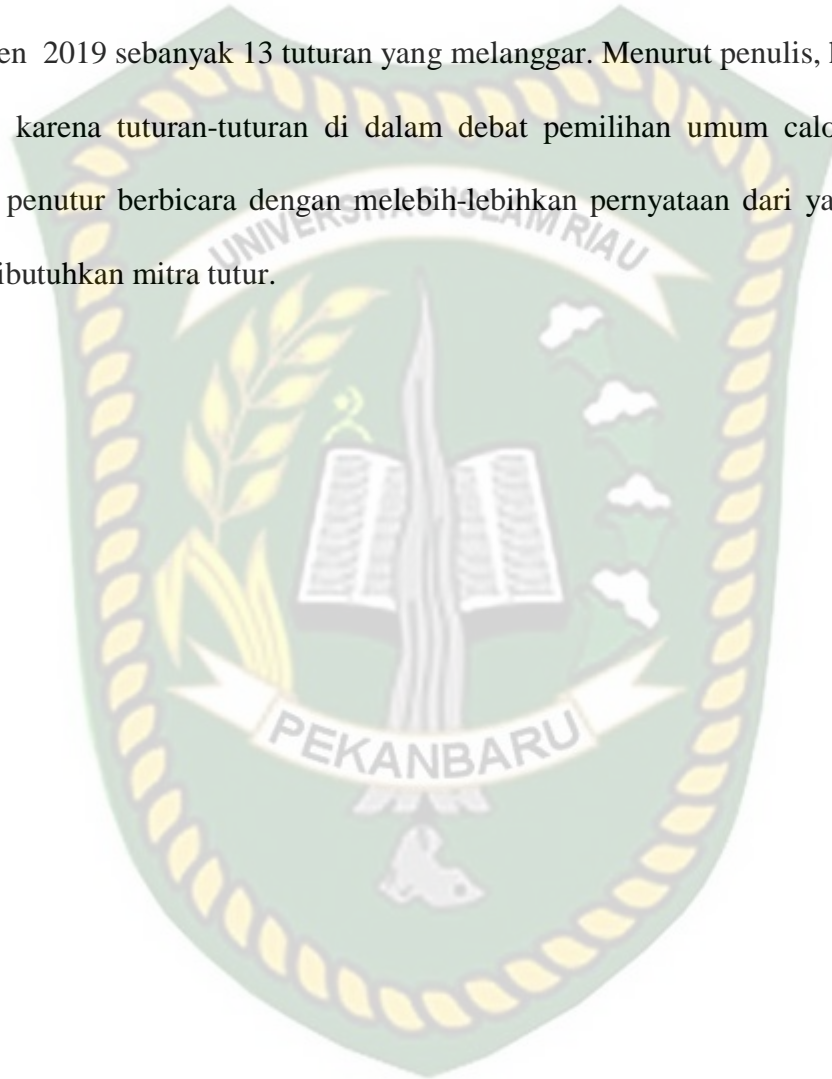 en 2019 sebanyak 13 tuturan yang melanggar. Menurut penulis,
karena tuturan-tuturan di dalam debat pemilihan umum calo
penutur berbicara dengan melebih-lebihkan pernyataan dari ya
ibutuhkan mitra tutur.
UNIVERSITAS ISLAM RIAU
PEKANBARU